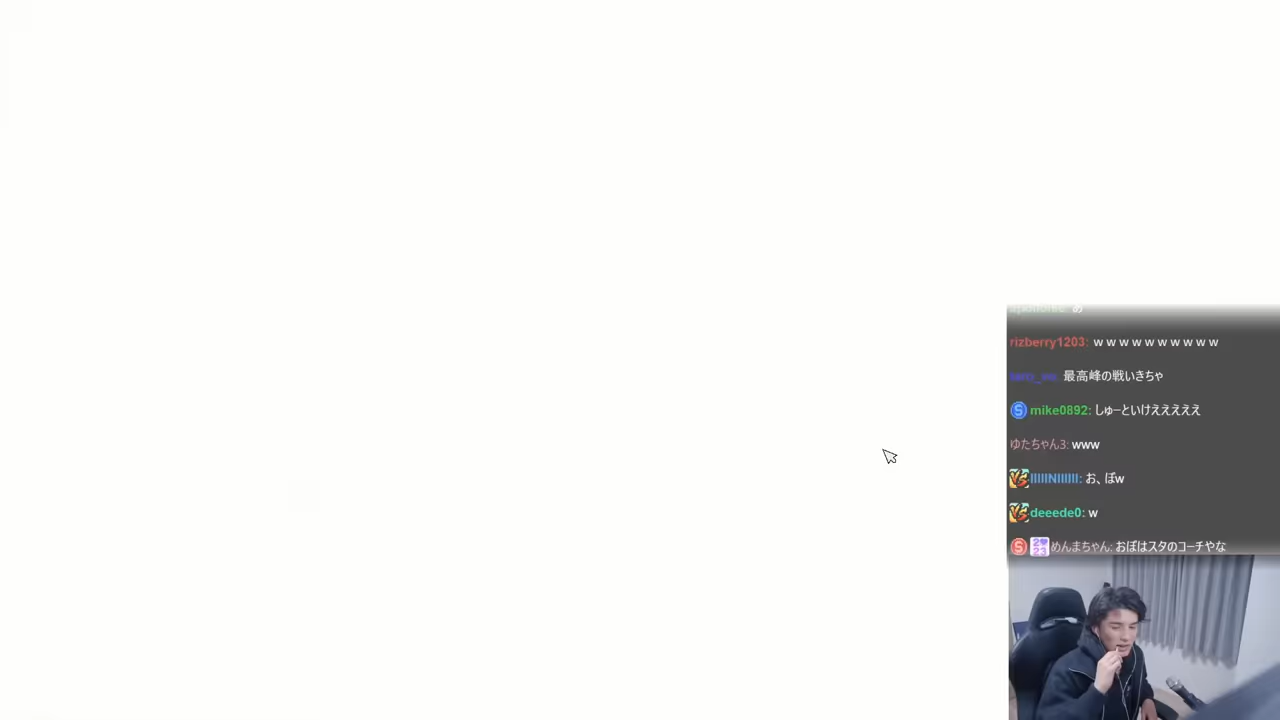 あ
rizberry1203: w w w w w w w w w w
最高峰の戦いきちゃ
mike0892: しゅーといけえええええ
ゆたちゃん3: www
お、ぼw
deeede0: w
めんまちゃん: おぼはスタのコーチやな